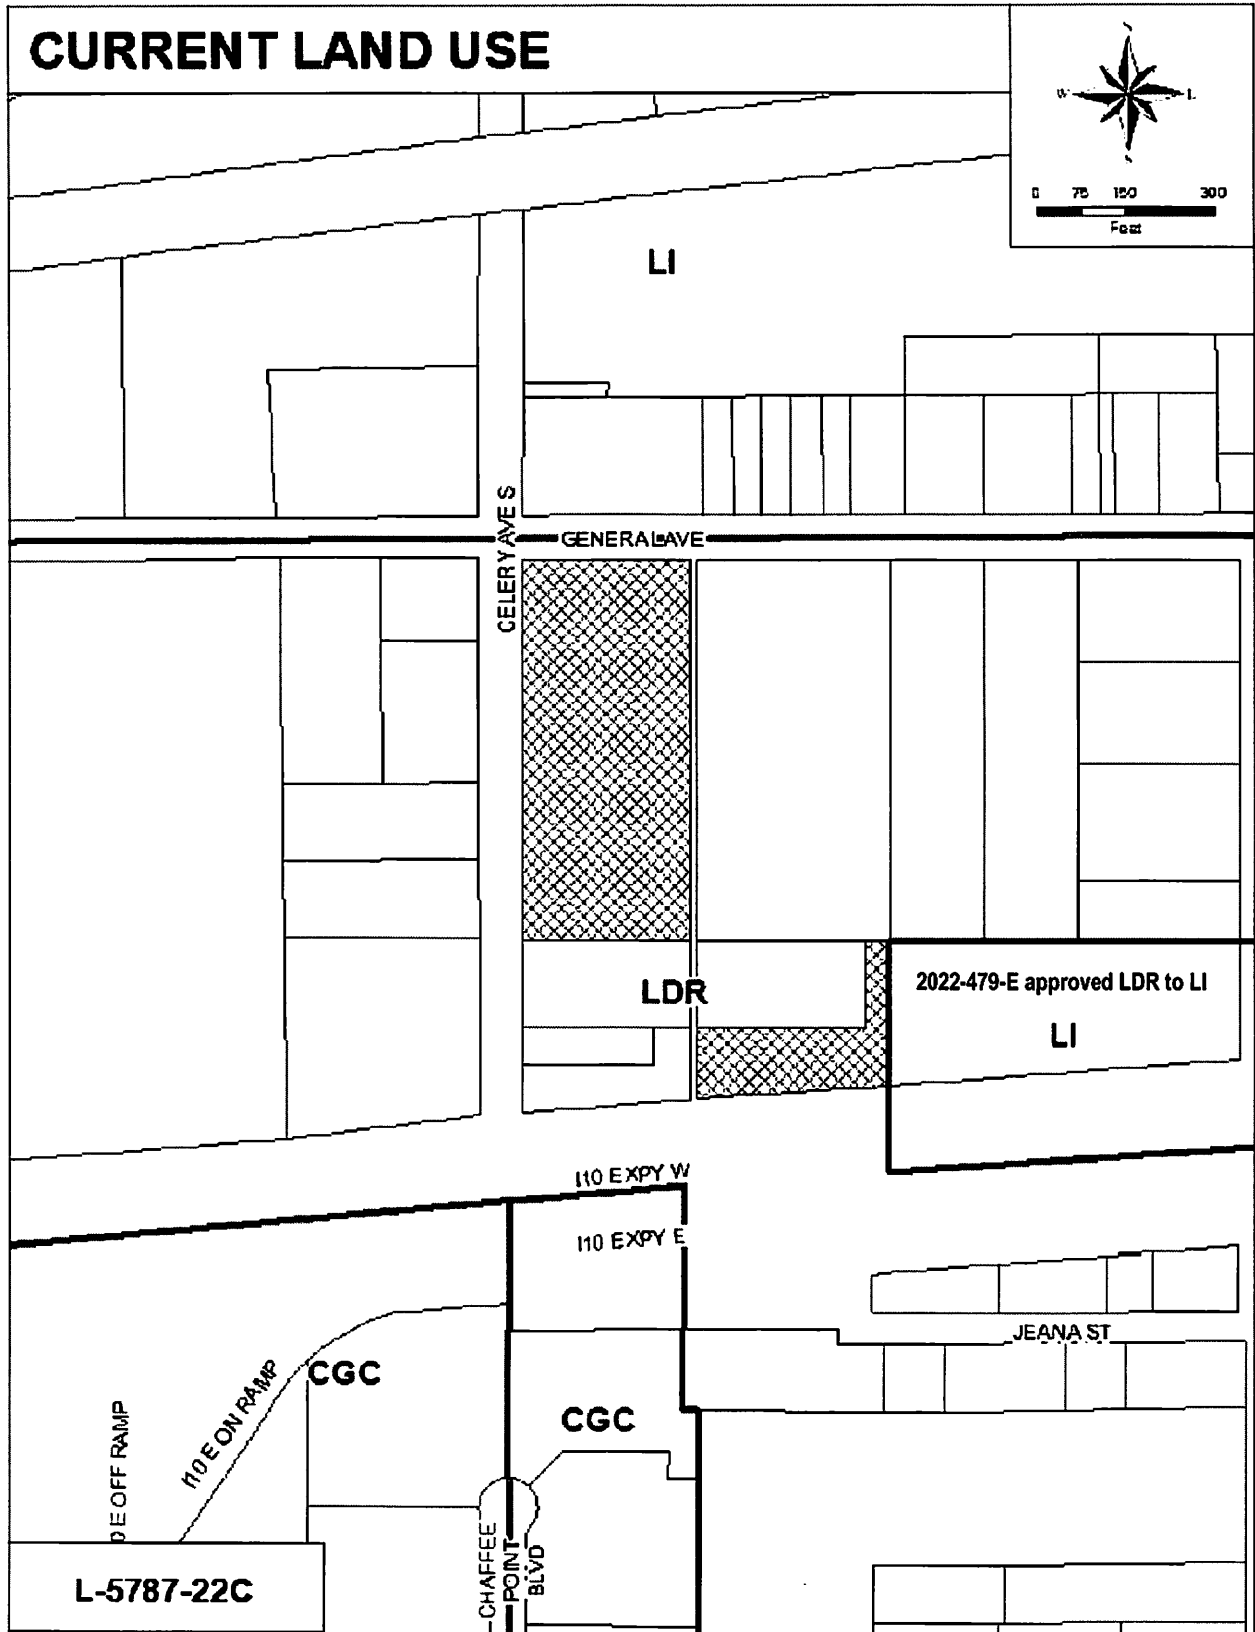 CURRENT LAND USE
W
0 75 150 300
Feet
LI
CELERY AVE S
GENERAL AVE
LDR
2022-479-E approved LDR to LI
LI
I10 EXPY W
I10 EXPY E
JEANA ST
CGC
CGC
I10 E ON RAMP
E OFF RAMP
CHAFFEE
POINT
BLVD
L-5787-22C